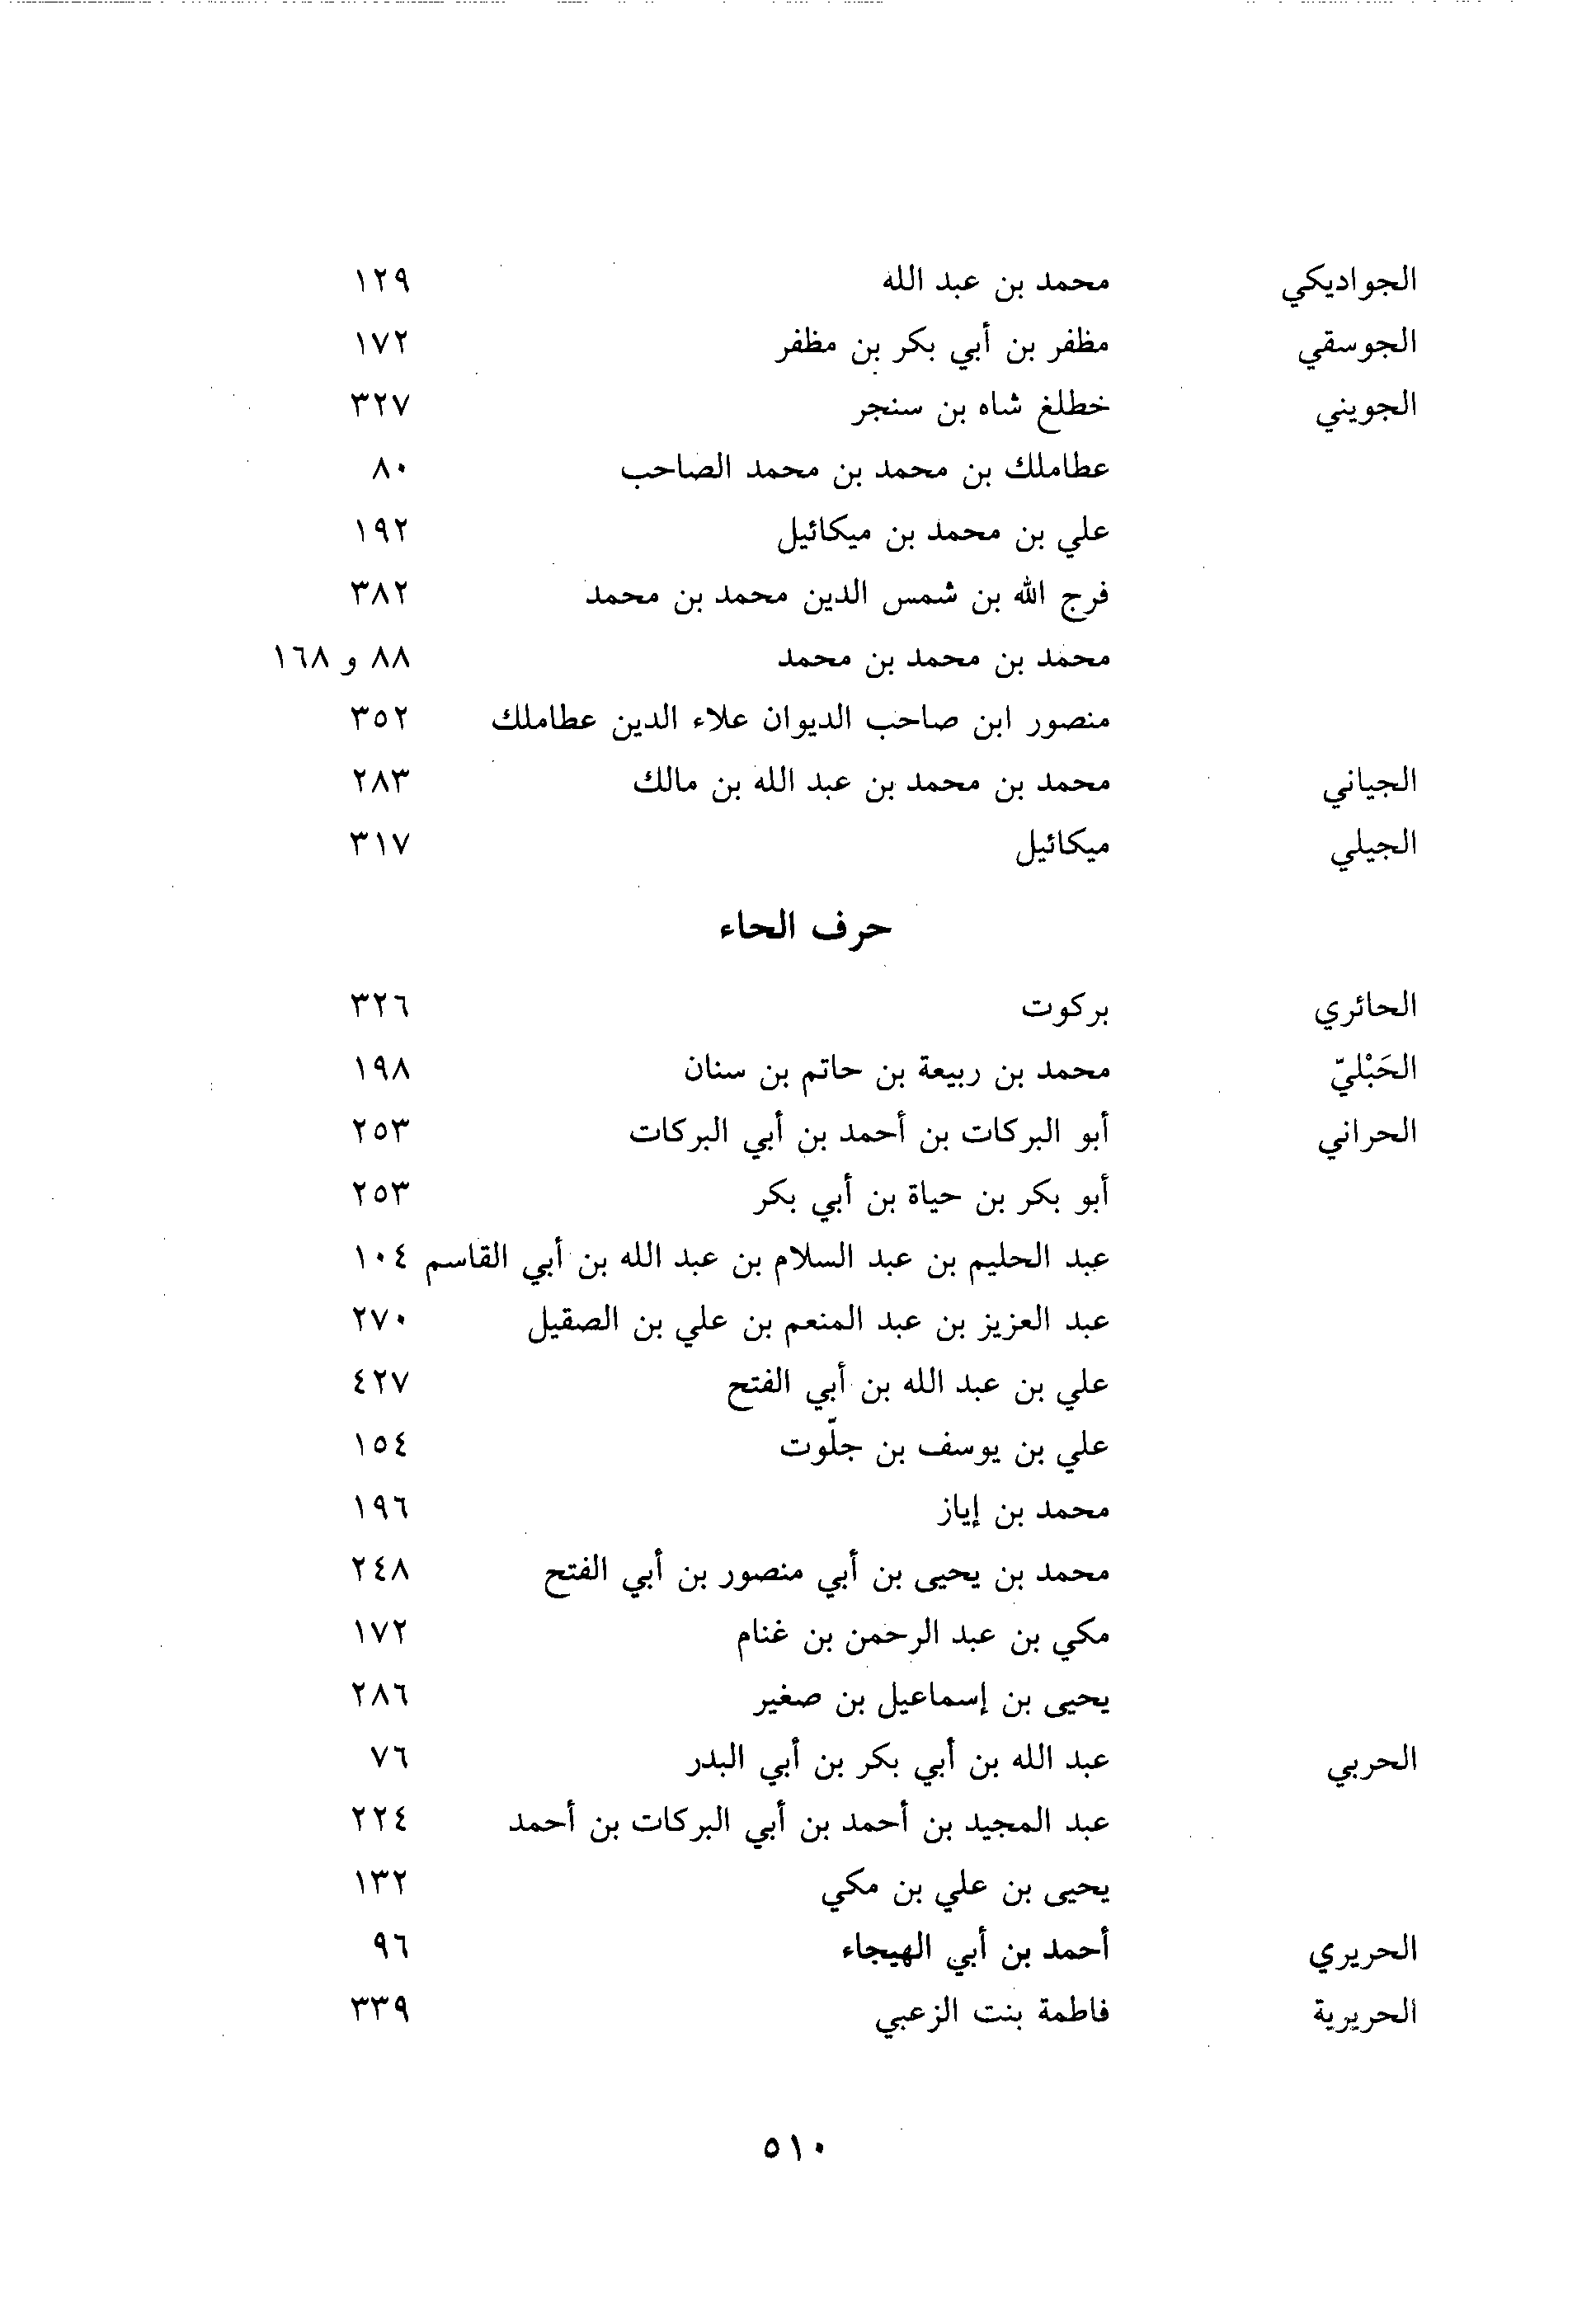 الجواديكي محمد بن عبد الله ١٢٩
الجوسقي مظفر بن أبي بكر بن مظفر ١٧٢
الجويني خطلغ شاه بن سنجر ٣٢٧
عطاملك بن محمد بن محمد الصاحب ٨٠
علي بن محمد بن ميكائيل ١٩٢
فرج الله بن شمس الدين محمد بن محمد ٣٨٢
محمد بن محمد بن محمد ٨٨ و ١٦٨
منصور ابن صاحب الديوان علاء الدين عطاملك ٣٥٢
الجياني محمد بن محمد بن عبد الله بن مالك ٢٨٣
الجيلي ميكائيل ٣١٧
حرف الحاء
الحائري بركوت ٣٢٦
الحَبْليّ محمد بن ربيعة بن حاتم بن سنان ١٩٨
الحراني أبو البركات بن أحمد بن أبي البركات ٢٥٣
أبو بكر بن حياة بن أبي بكر ٢٥٣
عبد الحليم بن عبد السلام بن عبد الله بن أبي القاسم ١٠٤
عبد العزيز بن عبد المنعم بن علي بن الصقيل ٢٧٠
علي بن عبد الله بن أبي الفتح ٤٢٧
علي بن يوسف بن جلّوت ١٥٤
محمد بن إياز ١٩٦
محمد بن يحيى بن أبي منصور بن أبي الفتح ٢٤٨
مكي بن عبد الرحمن بن غنام ١٧٢
يحيى بن إسماعيل بن صغير ٢٨٦
الحربي عبد الله بن أبي بكر بن أبي البدر ٧٦
عبد المجيد بن أحمد بن أبي البركات بن أحمد ٢٢٤
يحيى بن علي بن مكي ١٣٢
الحريري أحمد بن أبي الهيجاء ٩٦
الحريرية فاطمة بنت الزعبي ٣٣٩
٥١٠